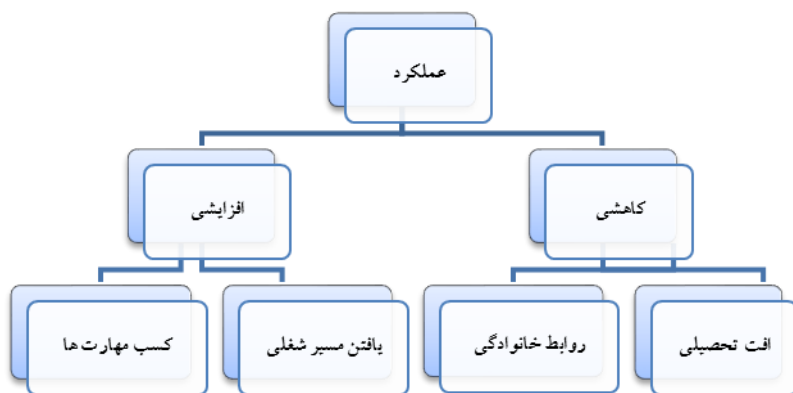 عملکرد
کاهشی
افزایشی
افت تحصیلی
روابط خانوادگی
یافتن مسیر شغلی
کسب مهارت ها